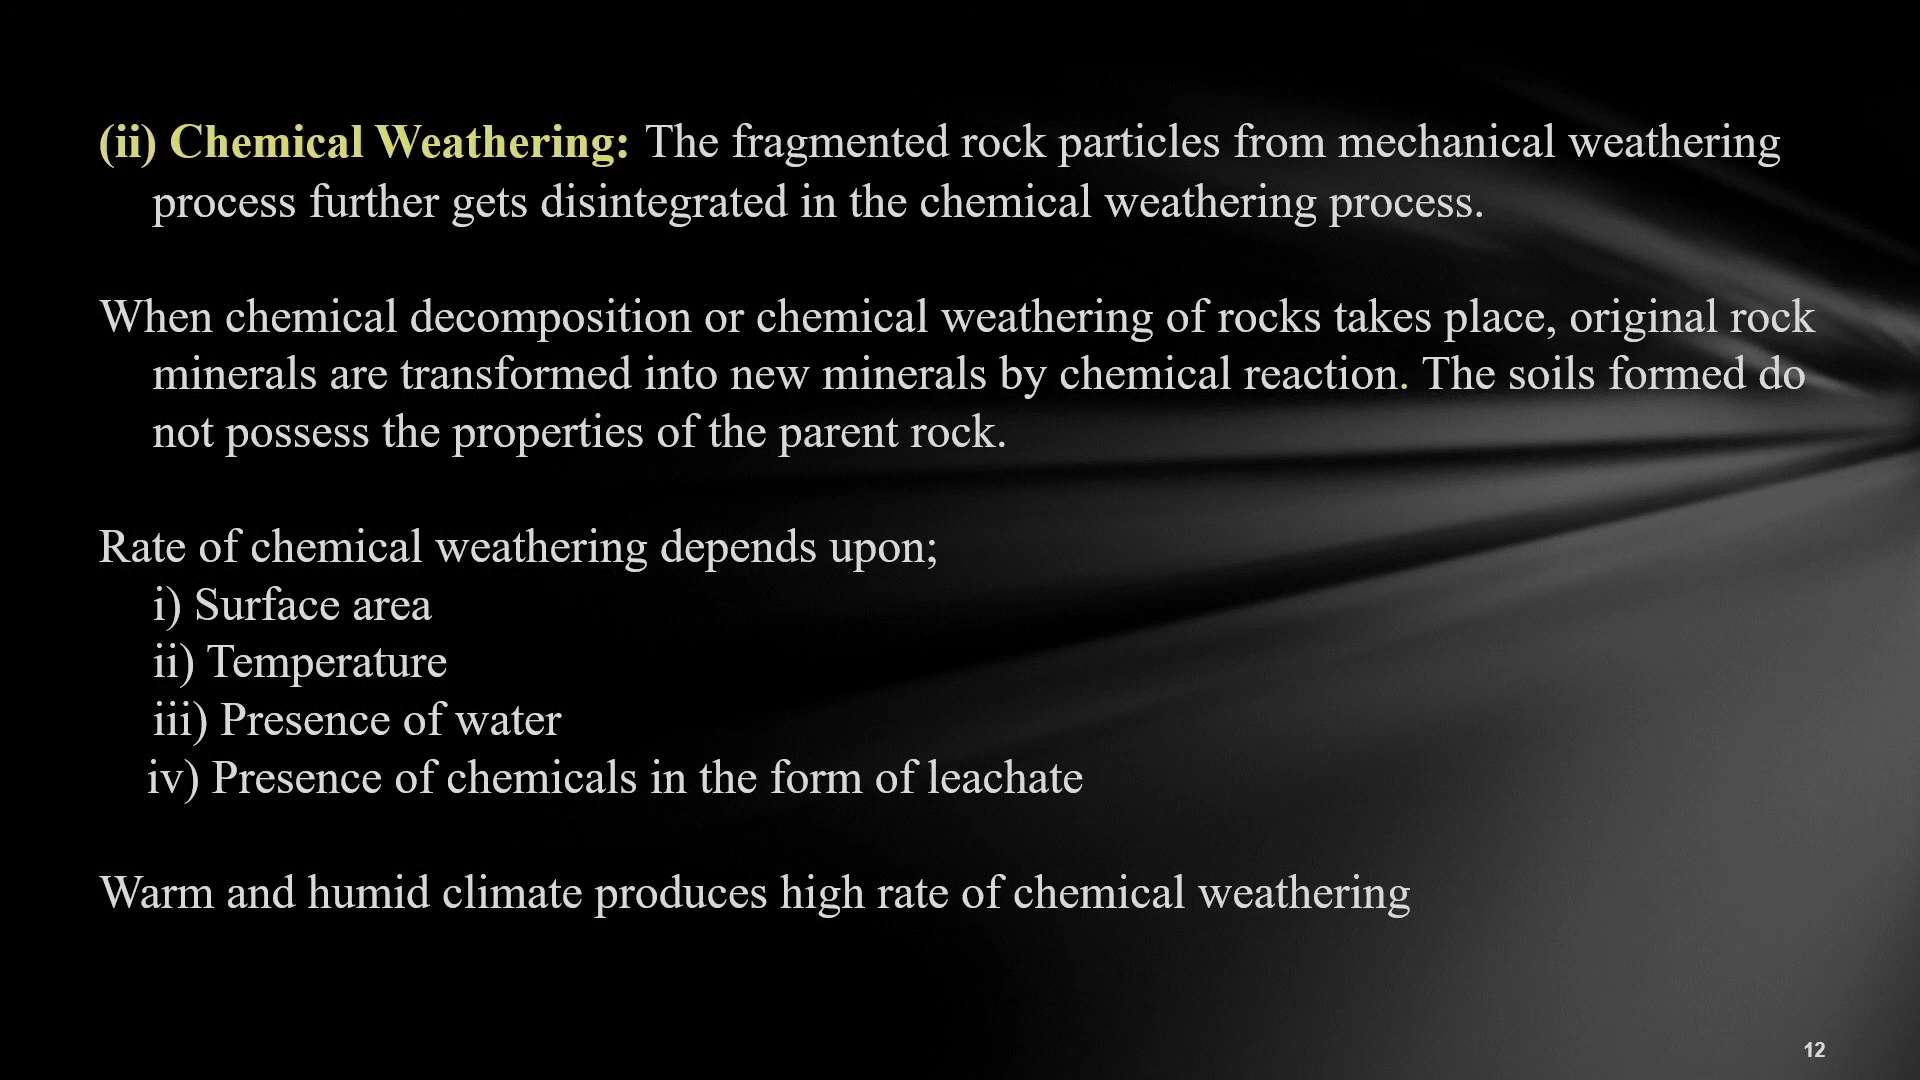 (ii) Chemical Weathering: The fragmented rock particles from mechanical weathering
process further gets disintegrated in the chemical weathering process.
When chemical decomposition or chemical weathering of rocks takes place, original rock
minerals are transformed into new minerals by chemical reaction. The soils formed do
not possess the properties of the parent rock.
Rate of chemical weathering depends upon;
i) Surface area
ii) Temperature
iii) Presence of water
iv) Presence of chemicals in the form of leachate
Warm and humid climate produces high rate of chemical weathering
12